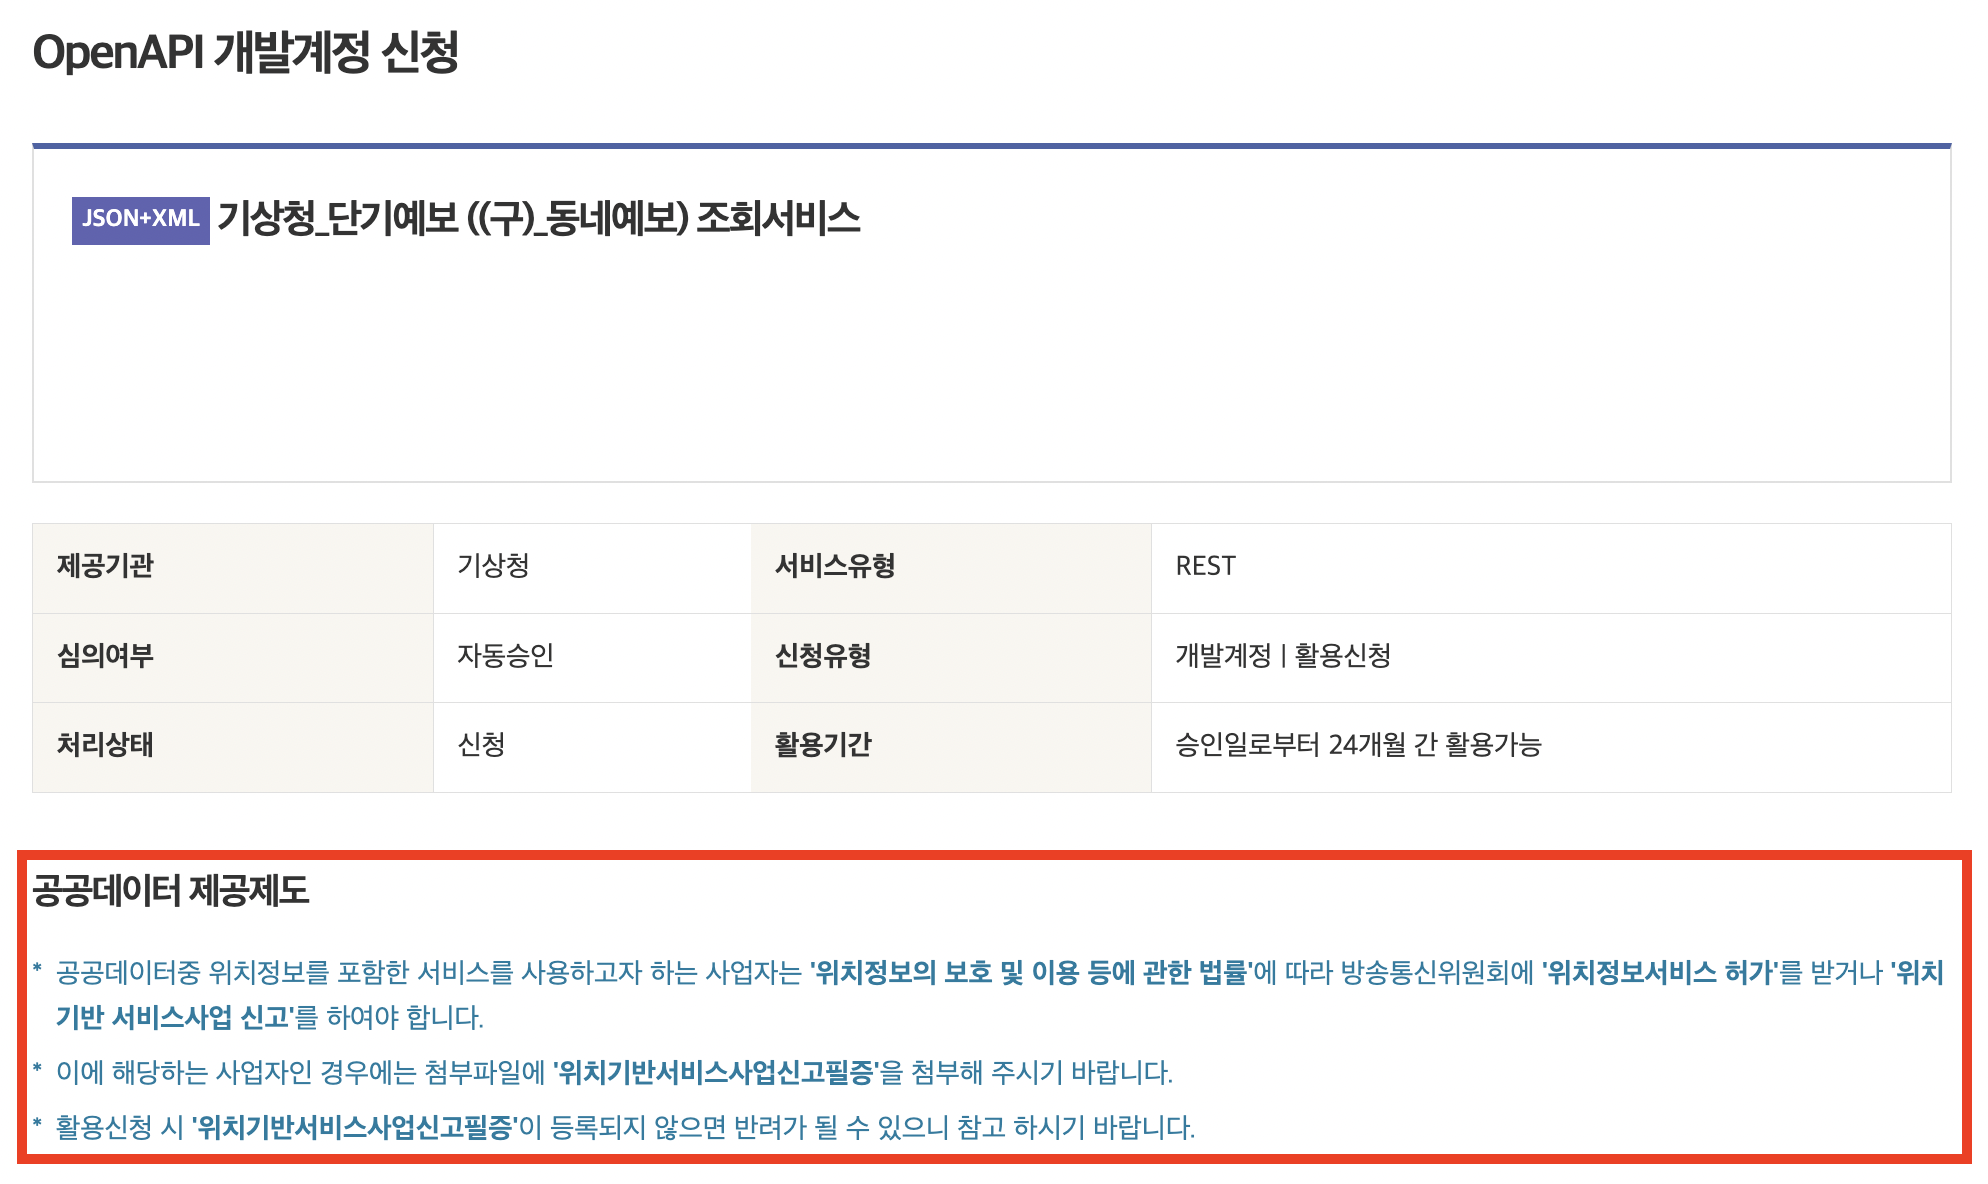 OpenAPI 개발계정 신청
JSON+XML 기상청_단기예보 ((구)_동네예보) 조회서비스
제공기관 기상청 서비스유형 REST
심의여부 자동승인 신청유형 개발계정 | 활용신청
처리상태 신청 활용기간 승인일로부터 24개월 간 활용가능
공공데이터 제공제도
* 공공데이터중 위치정보를 포함한 서비스를 사용하고자 하는 사업자는 '위치정보의 보호 및 이용 등에 관한 법률'에 따라 방송통신위원회에 '위치정보서비스 허가'를 받거나 '위치
기반 서비스사업 신고'를 하여야 합니다.
* 이에 해당하는 사업자인 경우에는 첨부파일에 '위치기반서비스사업신고필증'을 첨부해 주시기 바랍니다.
* 활용신청 시 '위치기반서비스사업신고필증'이 등록되지 않으면 반려가 될 수 있으니 참고 하시기 바랍니다.